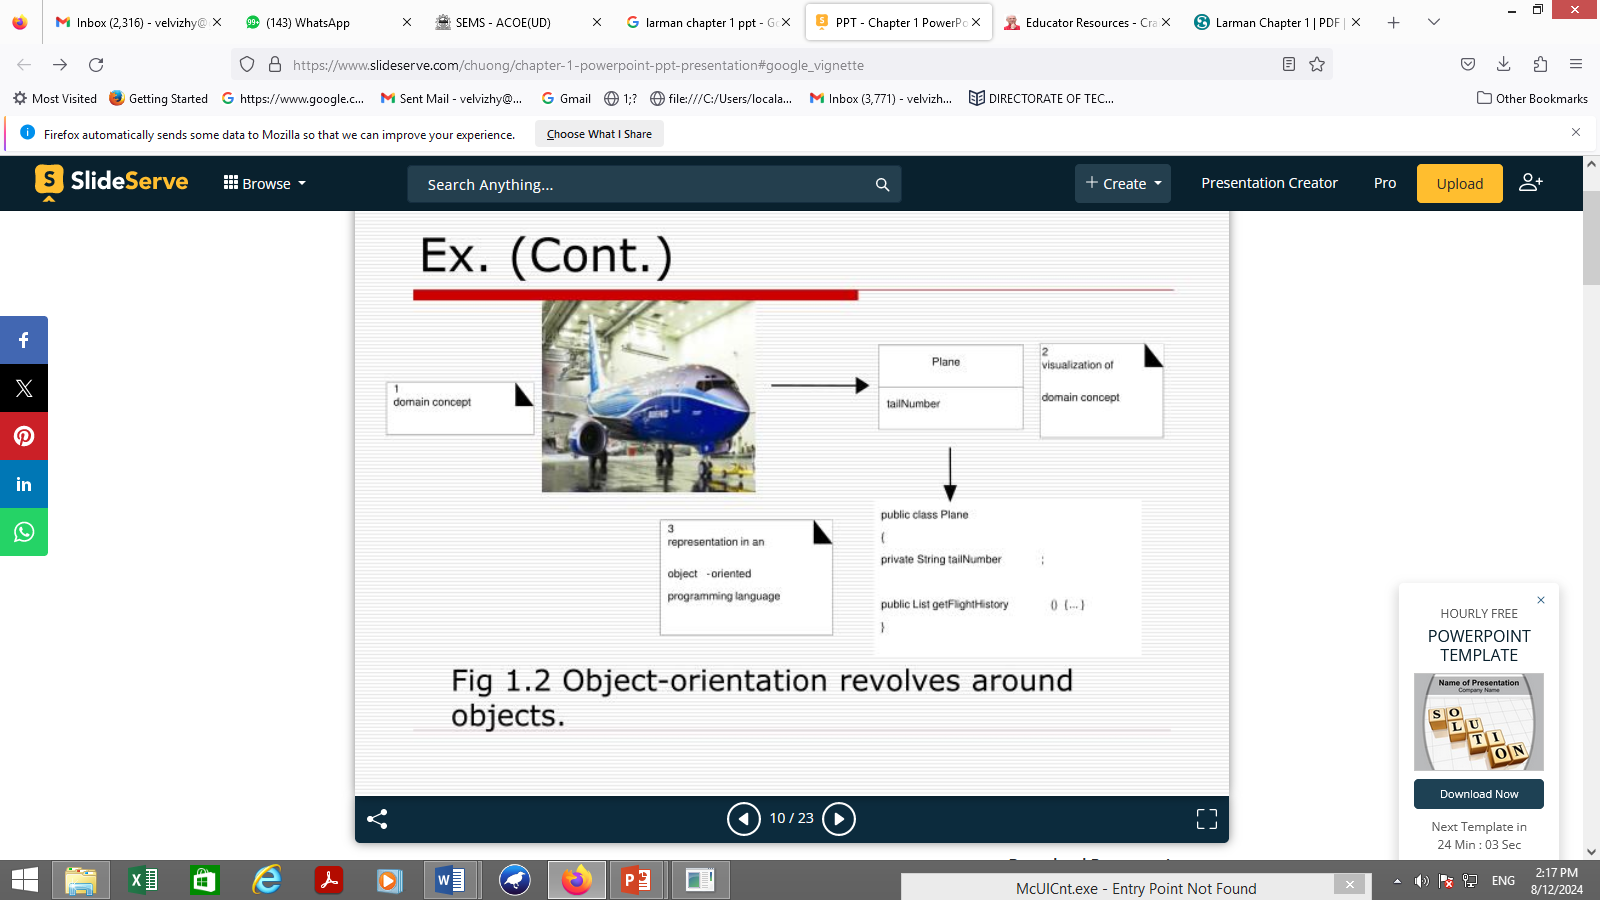 Inbox (2,316) - velvizhy@
99+
(143) WhatsApp
SEMS - ACOE(UD)
larman chapter 1 ppt - Go
PPT - Chapter 1 PowerPo
Educator Resources - Cra
Larman Chapter 1 | PDF |
https://www.slideserve.com/chuong/chapter-1-powerpoint-ppt-presentation#google_vignette
Most Visited
Getting Started
https://www.google.c...
Sent Mail - velvizhy@...
Gmail
1;?
file:///C:/Users/locala...
Inbox (3,771) - velvizh...
DIRECTORATE OF TEC...
Other Bookmarks
Firefox automatically sends some data to Mozilla so that we can improve your experience.
Choose What I Share
SlideServe
Browse
Search Anything...
Create
Presentation Creator
Pro
Upload
Ex. (Cont.)
1
domain concept
Plane
tailNumber
2
visualization of
domain concept
3
representation in an
object - oriented
programming language
public class Plane
{
private String tailNumber ;
public List getFlightHistory () {...}
}
Fig 1.2 Object-orientation revolves around
objects.
10 / 23
HOURLY FREE
POWERPOINT
TEMPLATE
Name of Presentation
Company Name
SOLUTION
Download Now
Next Template in
24 Min : 03 Sec
McUICnt.exe - Entry Point Not Found
ENG
2:17 PM
8/12/2024